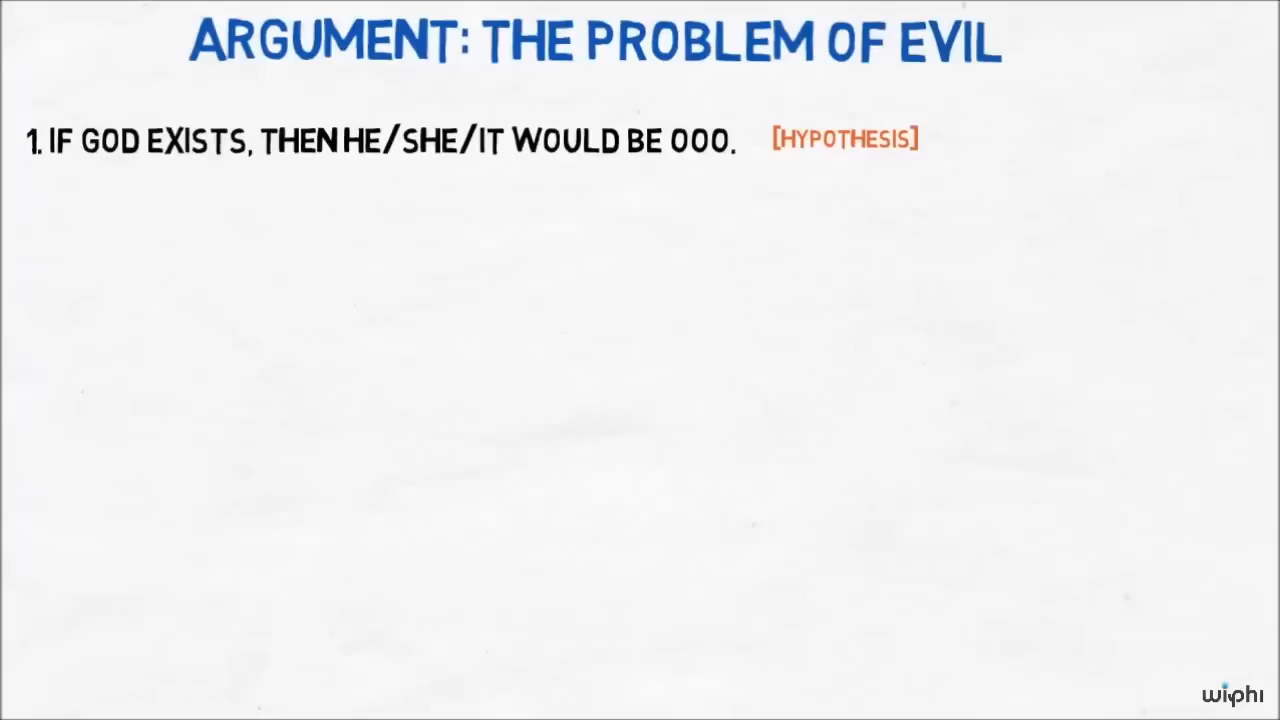 ARGUMENT: THE PROBLEM OF EVIL
1. IF GOD EXISTS, THEN HE/SHE/IT WOULD BE OOO. [HYPOTHESIS]
wiphi